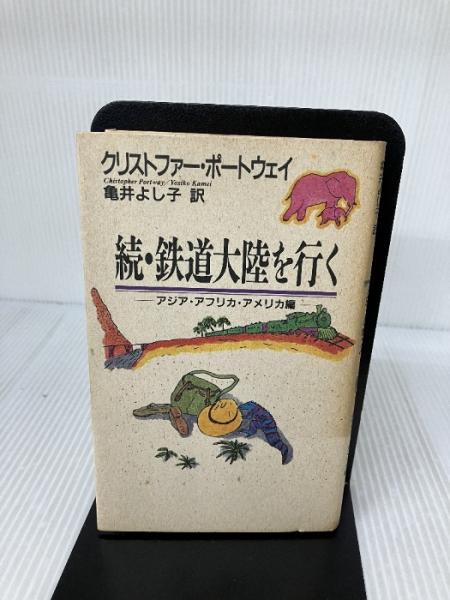 クリストファー・ポートウェイ
Christopher Portway/Yosiko Kamei
亀井よし子 訳
続・鉄道大陸を行く
アジア・アフリカ・アメリカ編